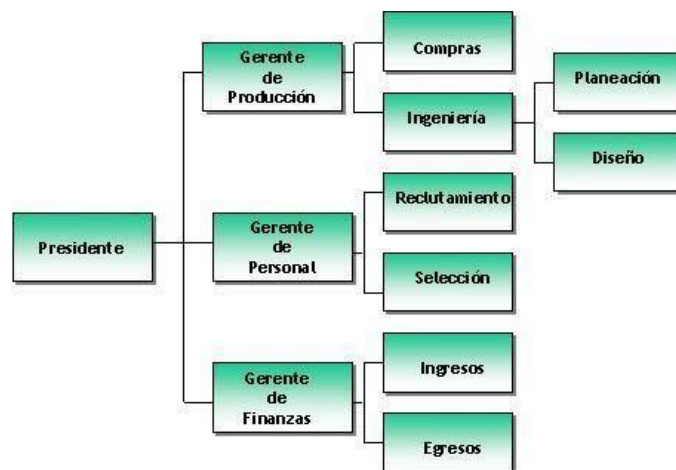 Presidente
Gerente
de
Producción
Compras
Ingeniería
Planeación
Diseño
Gerente
de
Personal
Reclutamiento
Selección
Gerente
de
Finanzas
Ingresos
Egresos